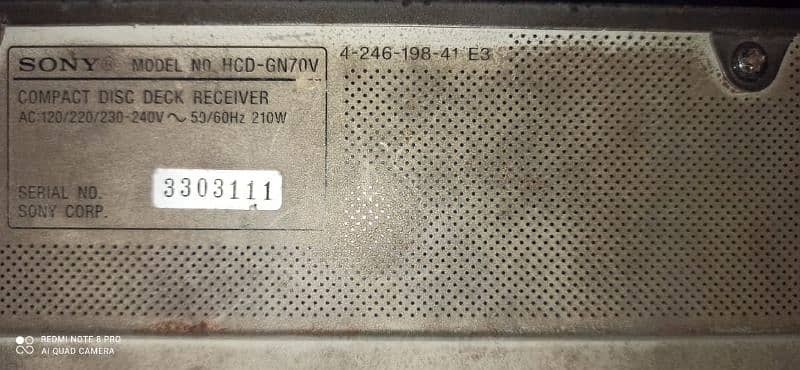 SONY® MODEL NO. HCD-GN70V
4-246-198-41 E3
COMPACT DISC DECK RECEIVER
AC:120/220/230-240V ~ 50/60Hz 210W
SERIAL NO. 3303111
SONY CORP.
REDMI NOTE 8 PRO
AI QUAD CAMERA